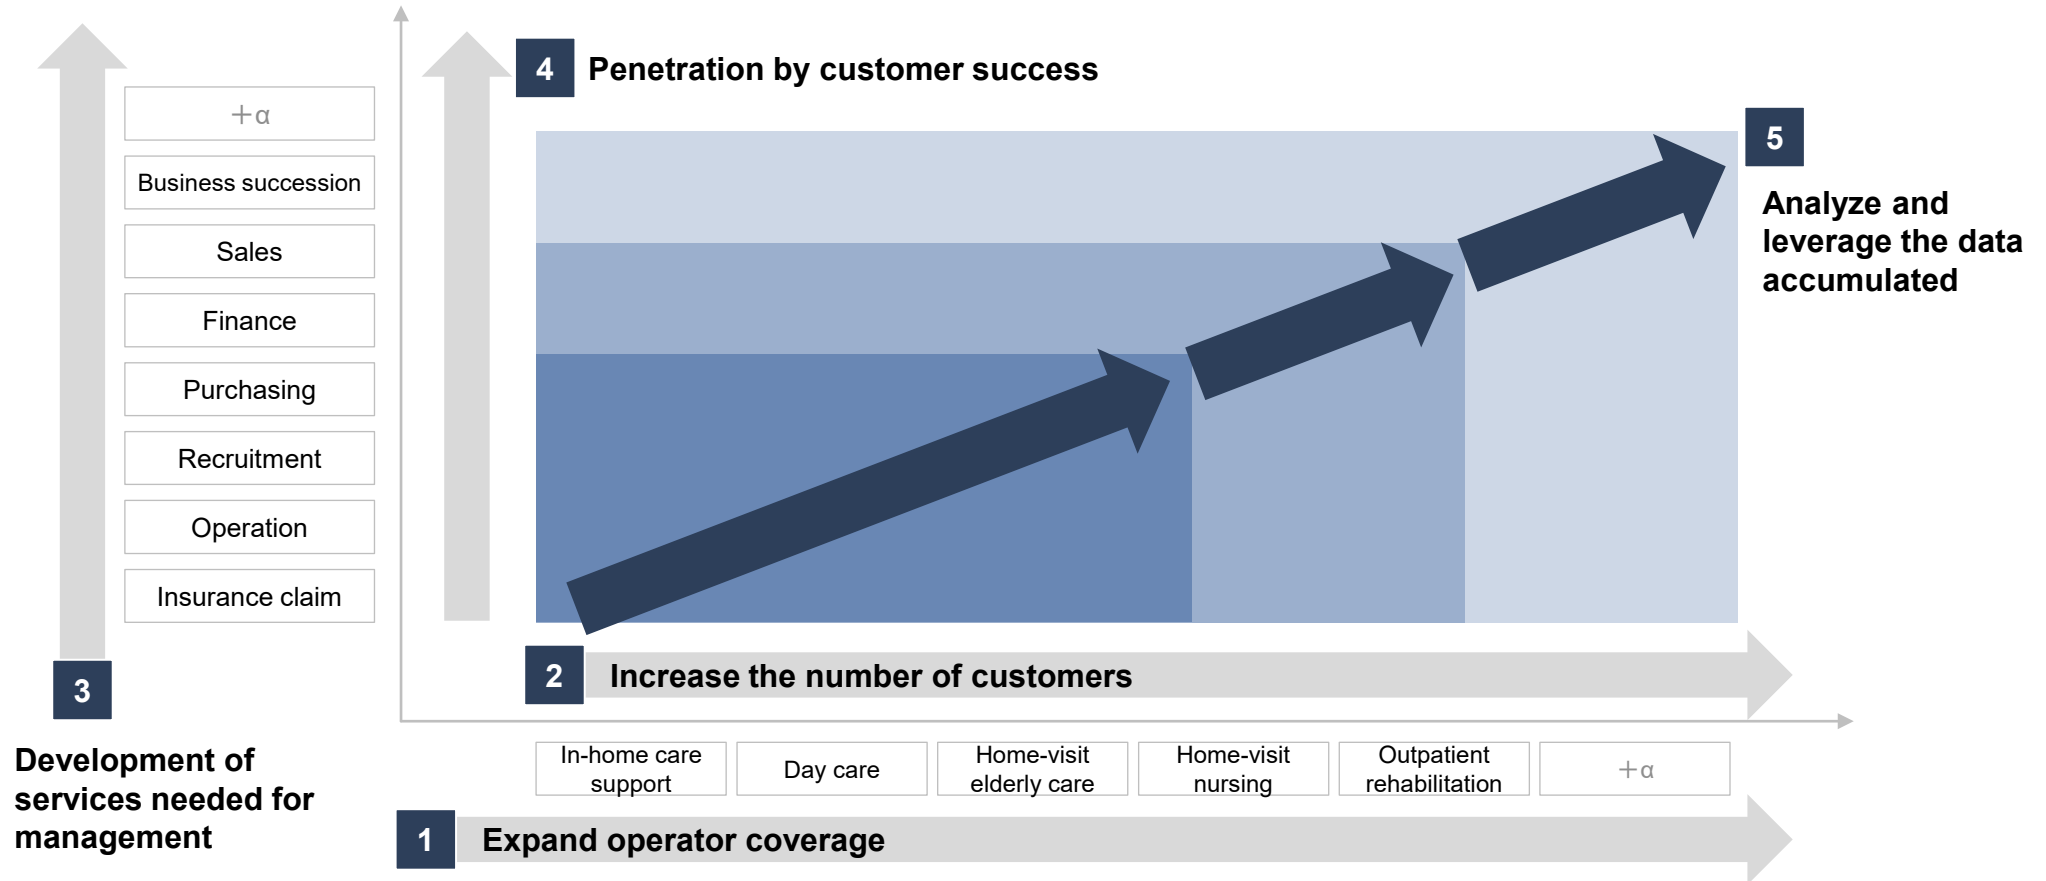 4
Penetration by customer success
5
Analyze and
leverage the data
accumulated
+α
Business succession
Sales
Finance
Purchasing
Recruitment
Operation
Insurance claim
3
Development of
services needed for
management
2
Increase the number of customers
In-home care
support
Day care
Home-visit
elderly care
Home-visit
nursing
Outpatient
rehabilitation
+α
1
Expand operator coverage